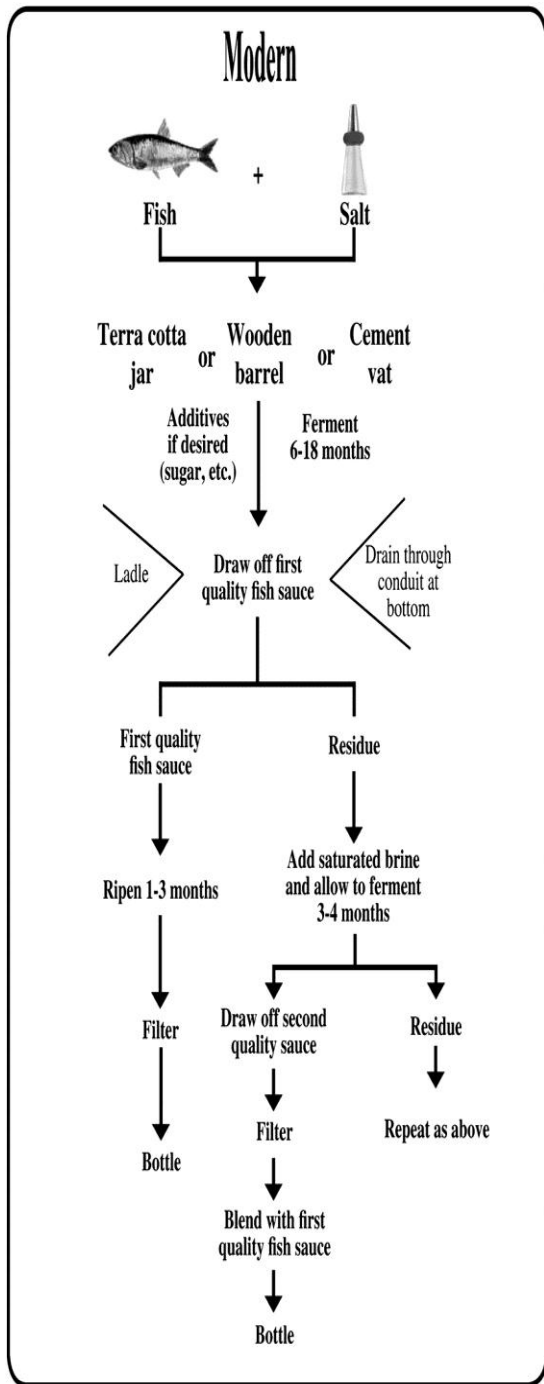 Modern
+
Fish
Salt
Terra cotta
jar
or
Wooden
barrel
or
Cement
vat
Additives
if desired
(sugar, etc.)
Ferment
6-18 months
Ladle
Draw off first
quality fish sauce
Drain through
conduit at
bottom
First quality
fish sauce
Residue
Ripen 1-3 months
Add saturated brine
and allow to ferment
3-4 months
Filter
Draw off second
quality sauce
Residue
Bottle
Filter
Repeat as above
Blend with first
quality fish sauce
Bottle